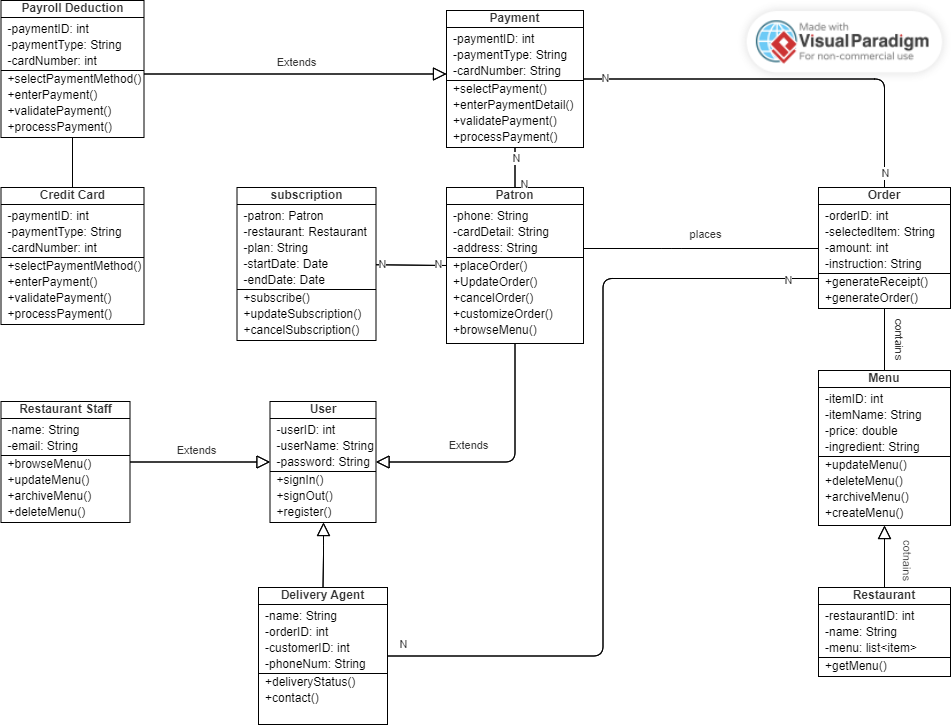 Payroll Deduction
-paymentID: int
-paymentType: String
-cardNumber: int
+selectPaymentMethod()
+enterPayment()
+validatePayment()
+processPayment()
Extends
Payment
-paymentID: int
-paymentType: String
-cardNumber: String
+selectPayment()
+enterPaymentDetail()
+validatePayment()
+processPayment()
Made with
Visual Paradigm
For non-commercial use
N
N
N
N
Credit Card
-paymentID: int
-paymentType: String
-cardNumber: int
+selectPaymentMethod()
+enterPayment()
+validatePayment()
+processPayment()
subscription
-patron: Patron
-restaurant: Restaurant
-plan: String
-startDate: Date
-endDate: Date
+subscribe()
+updateSubscription()
+cancelSubscription()
N
N
Patron
-phone: String
-cardDetail: String
-address: String
+placeOrder()
+UpdateOrder()
+cancelOrder()
+customizeOrder()
+browseMenu()
places
N
Order
-orderID: int
-selectedItem: String
-amount: int
-instruction: String
+generateReceipt()
+generateOrder()
contains
Restaurant Staff
-name: String
-email: String
+browseMenu()
+updateMenu()
+archiveMenu()
+deleteMenu()
Extends
User
-userID: int
-userName: String
-password: String
+signIn()
+signOut()
+register()
Extends
Menu
-itemID: int
-itemName: String
-price: double
-ingredient: String
+updateMenu()
+deleteMenu()
+archiveMenu()
+createMenu()
cotnains
Delivery Agent
-name: String
-orderID: int
-customerID: int
-phoneNum: String
+deliveryStatus()
+contact()
N
Restaurant
-restaurantID: int
-name: String
-menu: list<item>
+getMenu()